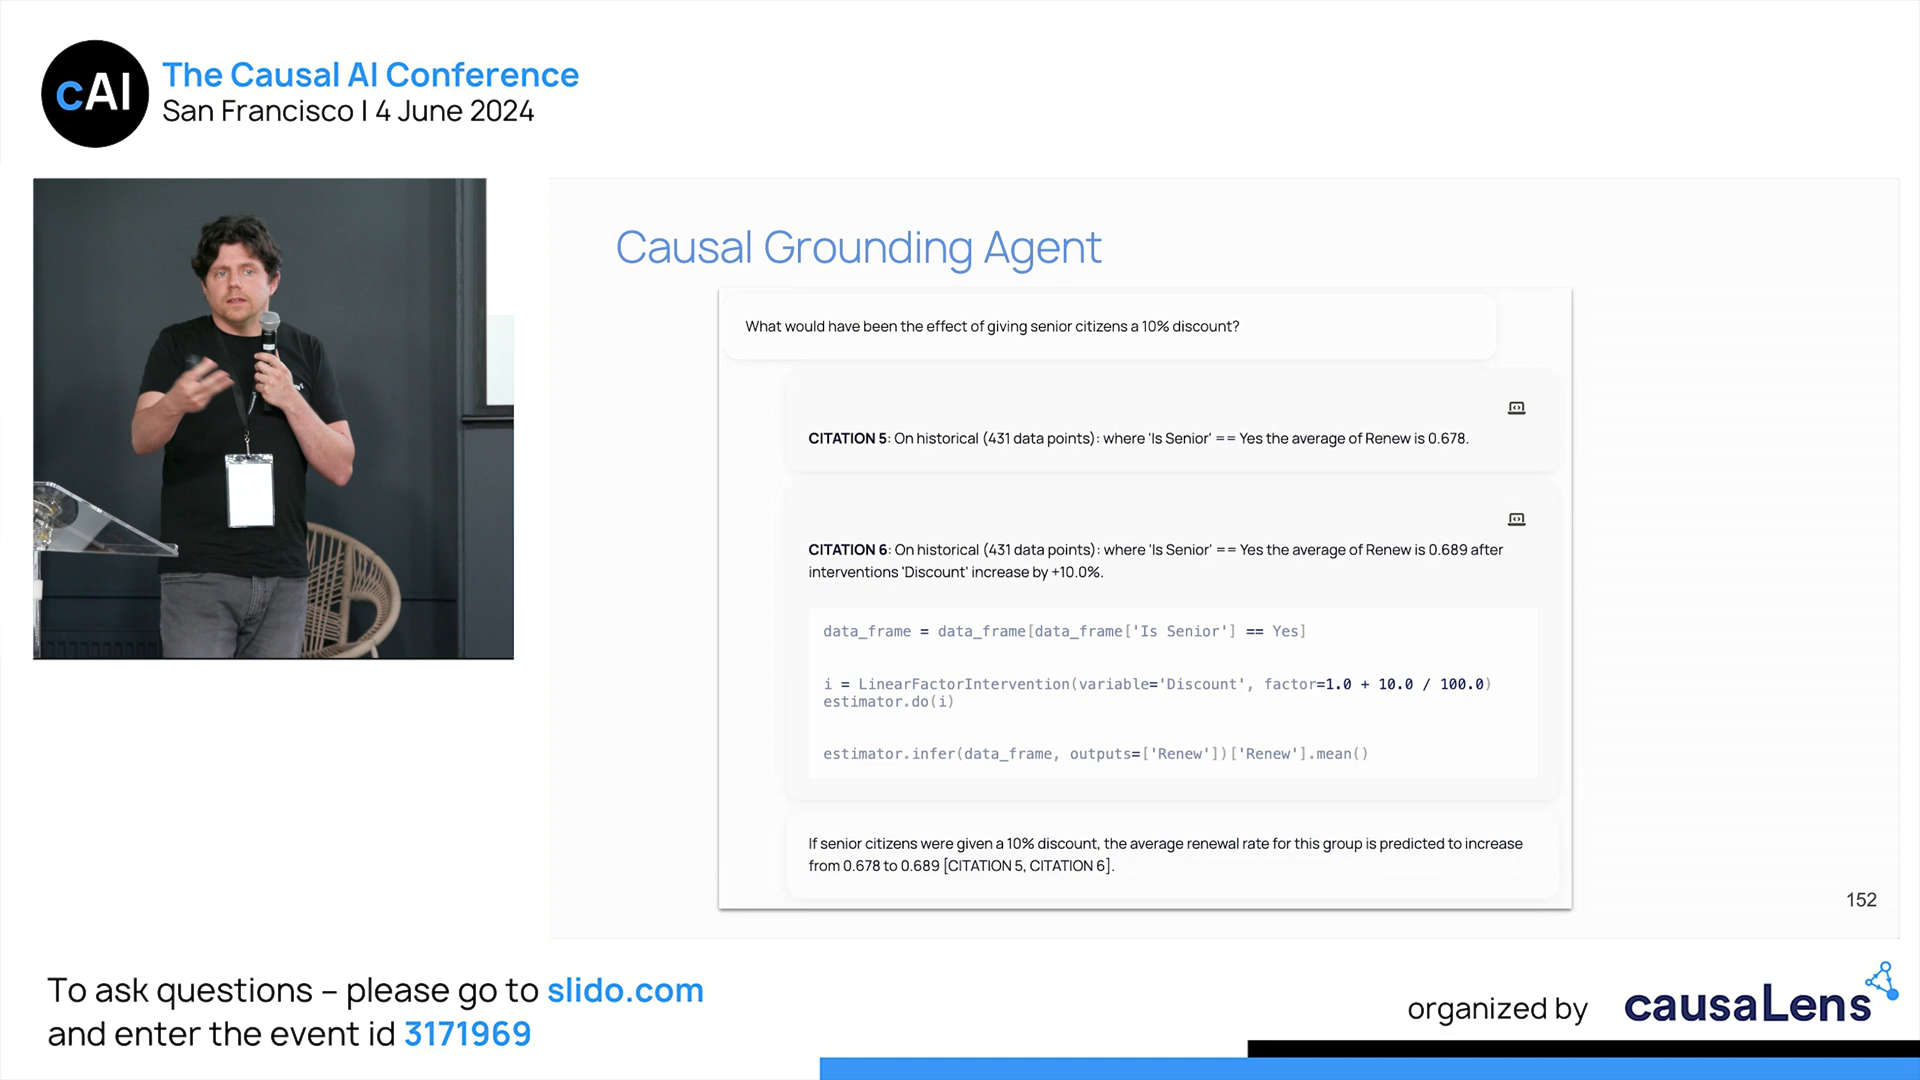 cAI
The Causal AI Conference
San Francisco | 4 June 2024
Causal Grounding Agent
What would have been the effect of giving senior citizens a 10% discount?
CITATION 5: On historical (431 data points): where 'Is Senior' == Yes the average of Renew is 0.678.
CITATION 6: On historical (431 data points): where 'Is Senior' == Yes the average of Renew is 0.689 after
interventions 'Discount' increase by +10.0%.
data_frame = data_frame[data_frame['Is Senior'] == Yes]
i = LinearFactorIntervention(variable='Discount', factor=1.0 + 10.0 / 100.0)
estimator.do(i)
estimator.infer(data_frame, outputs=['Renew'])['Renew'].mean()
If senior citizens were given a 10% discount, the average renewal rate for this group is predicted to increase
from 0.678 to 0.689 [CITATION 5, CITATION 6].
152
To ask questions – please go to slido.com
and enter the event id 3171969
organized by causaLens